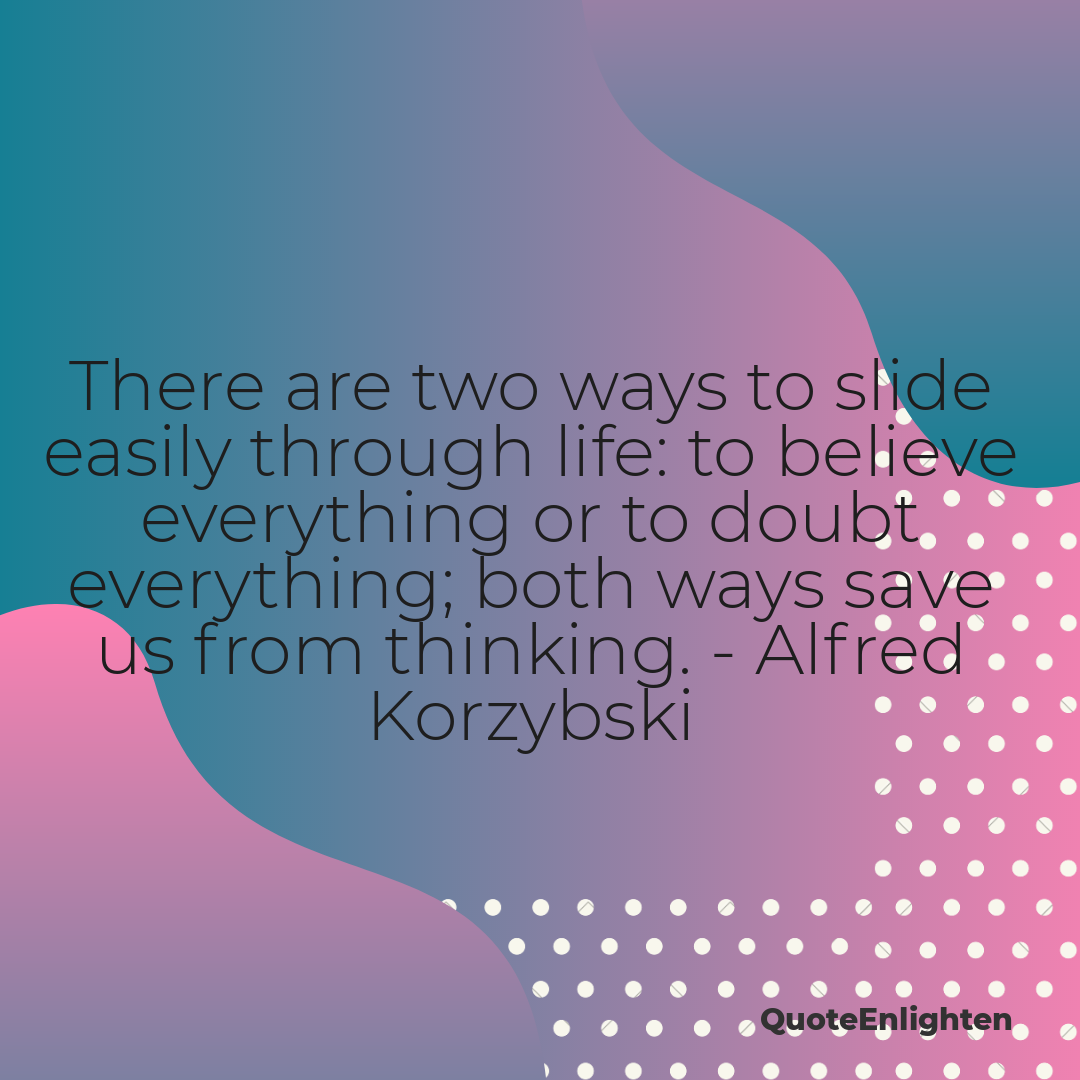 There are two ways to slide
easily through life: to believe
everything or to doubt
everything; both ways save
us from thinking. - Alfred
Korzybski
QuoteEnlighten